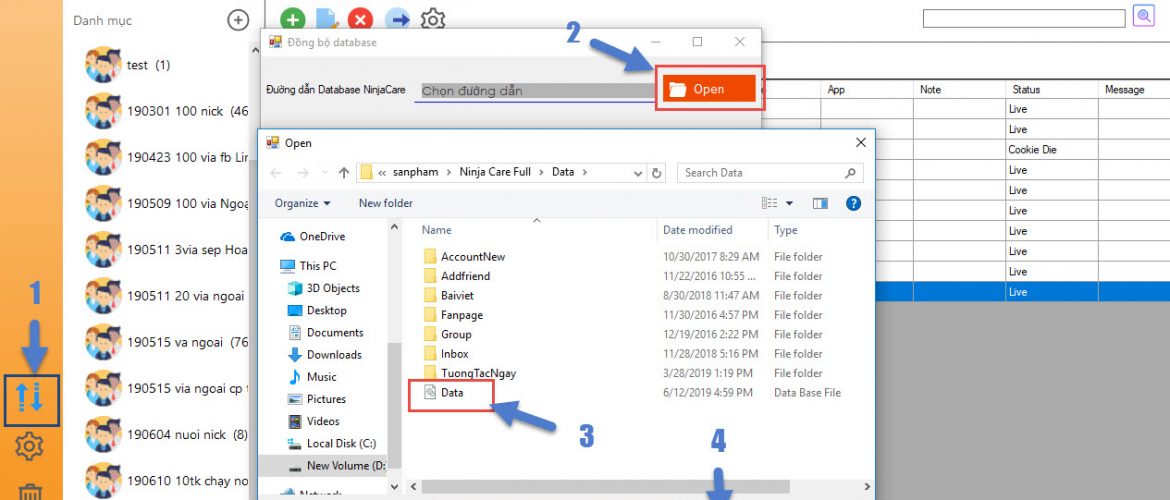 Danh mục
test (1)
190301 100 nick (46
190423 100 via fb Lin
190509 100 via Ngoạ
190511 3via sep Hoa
190511 20 via ngoai
190515 va ngoai (76
190515 via ngoai cp t
190604 nuoi nick (8)
190610 10tk chạy no
1
Đồng bộ database
2
Đường dẫn Database NinjaCare
Chọn đường dẫn
Open
App Note Status Message
Live
Live
Cookie Die
Live
Live
Live
Live
Live
Live
Live
Open
« sanpham > Ninja Care Full > Data >
Search Data
Organize
New folder
?
OneDrive
This PC
3D Objects
Desktop
Documents
Downloads
Music
Pictures
Videos
Local Disk (C:)
New Volume (D:
Network
Name Date modified Type
AccountNew 10/30/2017 8:29 AM File folder
Addfriend 11/22/2016 10:55 ... File folder
Baiviet 8/30/2018 11:47 AM File folder
Fanpage 11/30/2016 4:57 PM File folder
Group 12/19/2016 2:22 PM File folder
Inbox 11/28/2018 5:16 PM File folder
TuongTacNgay 3/28/2019 1:19 PM File folder
Data 6/12/2019 4:59 PM Data Base File
3
4